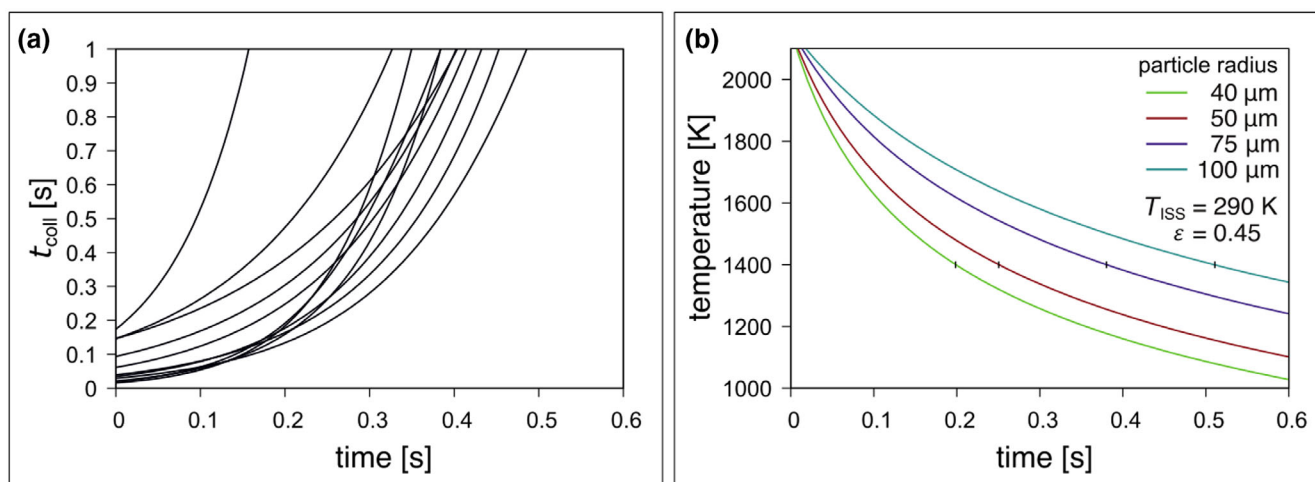 (a)
1
0.9
0.8
0.7
0.6
0.5
0.4
0.3
0.2
0.1
0
t_coll [s]
0 0.1 0.2 0.3 0.4 0.5 0.6
time [s]
(b)
2000
1800
1600
1400
1200
1000
temperature [K]
particle radius
40 µm
50 µm
75 µm
100 µm
T_ISS = 290 K
ε = 0.45
0 0.1 0.2 0.3 0.4 0.5 0.6
time [s]